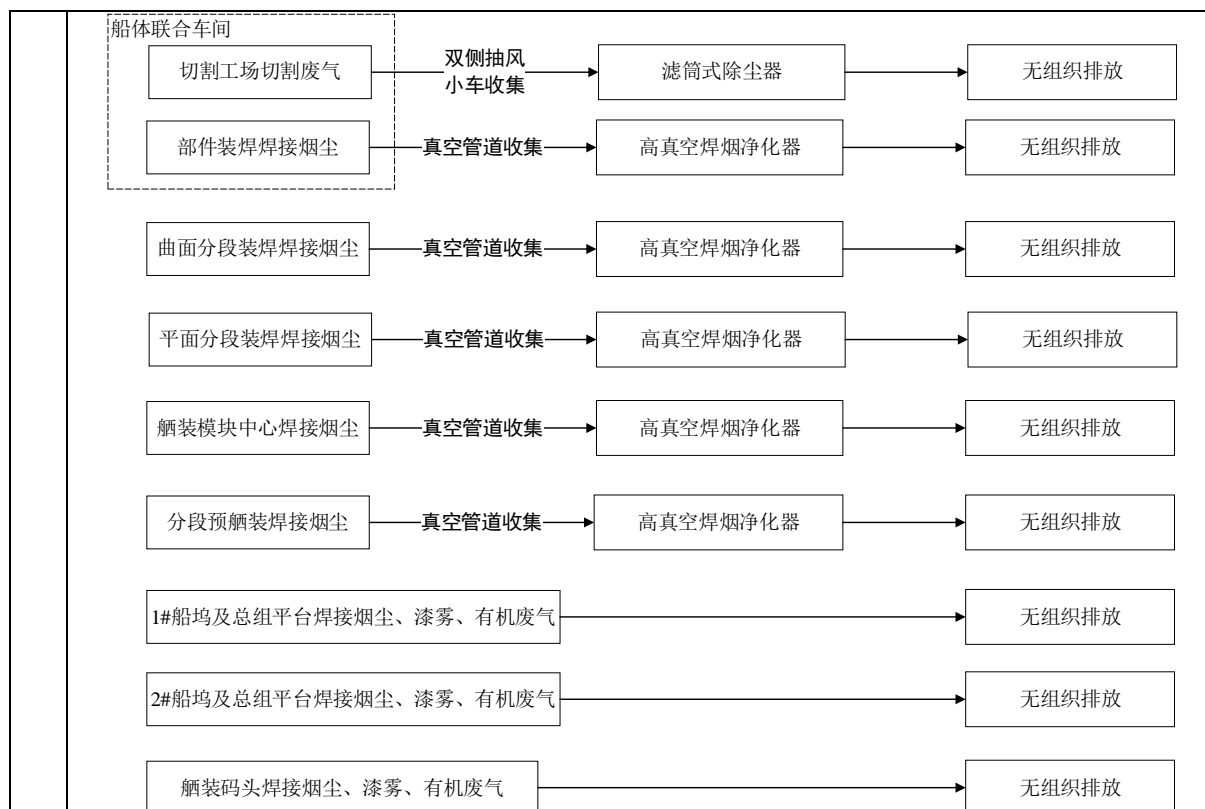 船体联合车间
切割工场切割废气
双侧抽风
小车收集
滤筒式除尘器
无组织排放
部件装焊焊接烟尘
真空管道收集
高真空焊烟净化器
无组织排放
曲面分段装焊焊接烟尘
真空管道收集
高真空焊烟净化器
无组织排放
平面分段装焊焊接烟尘
真空管道收集
高真空焊烟净化器
无组织排放
舾装模块中心焊接烟尘
真空管道收集
高真空焊烟净化器
无组织排放
分段预舾装焊接烟尘
真空管道收集
高真空焊烟净化器
无组织排放
1#船坞及总组平台焊接烟尘、漆雾、有机废气
无组织排放
2#船坞及总组平台焊接烟尘、漆雾、有机废气
无组织排放
舾装码头焊接烟尘、漆雾、有机废气
无组织排放